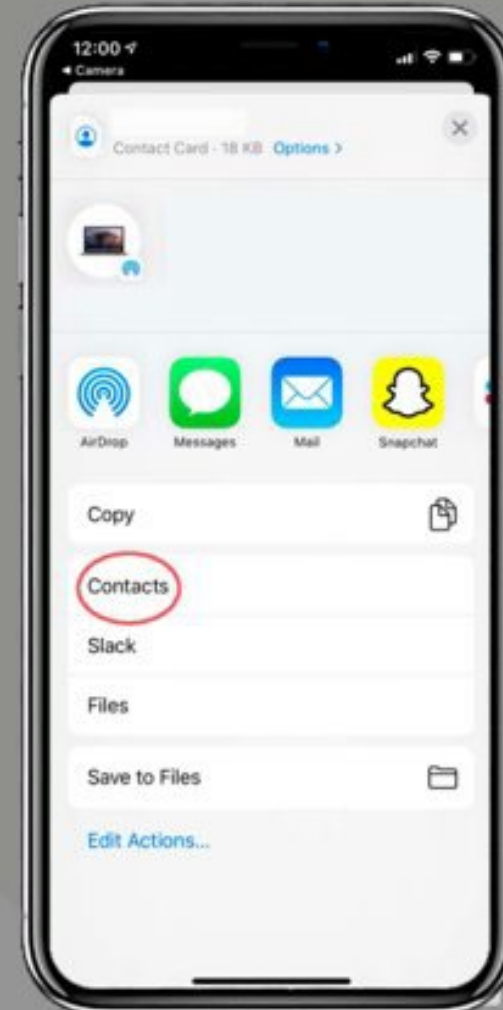 12:00
Camera
Contact Card - 18 KB Options >
AirDrop
Messages
Mail
Snapchat
Copy
Contacts
Slack
Files
Save to Files
Edit Actions...